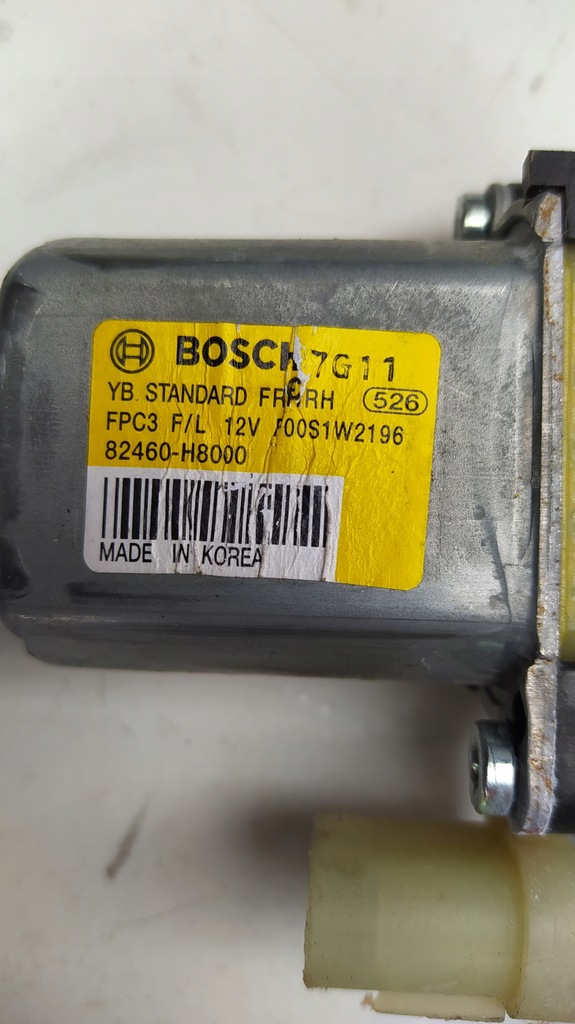 BOSCH 7G11
YB STANDARD FR RH 526
FPC3 F/L 12V F00S1W2196
82460-H8000
MADE IN KOREA